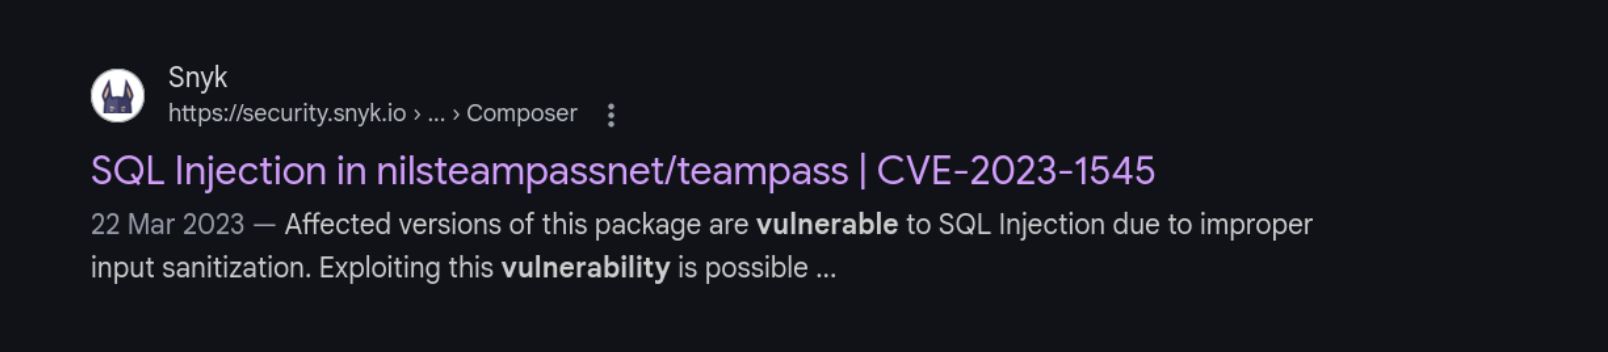 Snyk
https://security.snyk.io › ... › Composer
SQL Injection in nilsteampassnet/teampass | CVE-2023-1545
22 Mar 2023 — Affected versions of this package are vulnerable to SQL Injection due to improper
input sanitization. Exploiting this vulnerability is possible ...